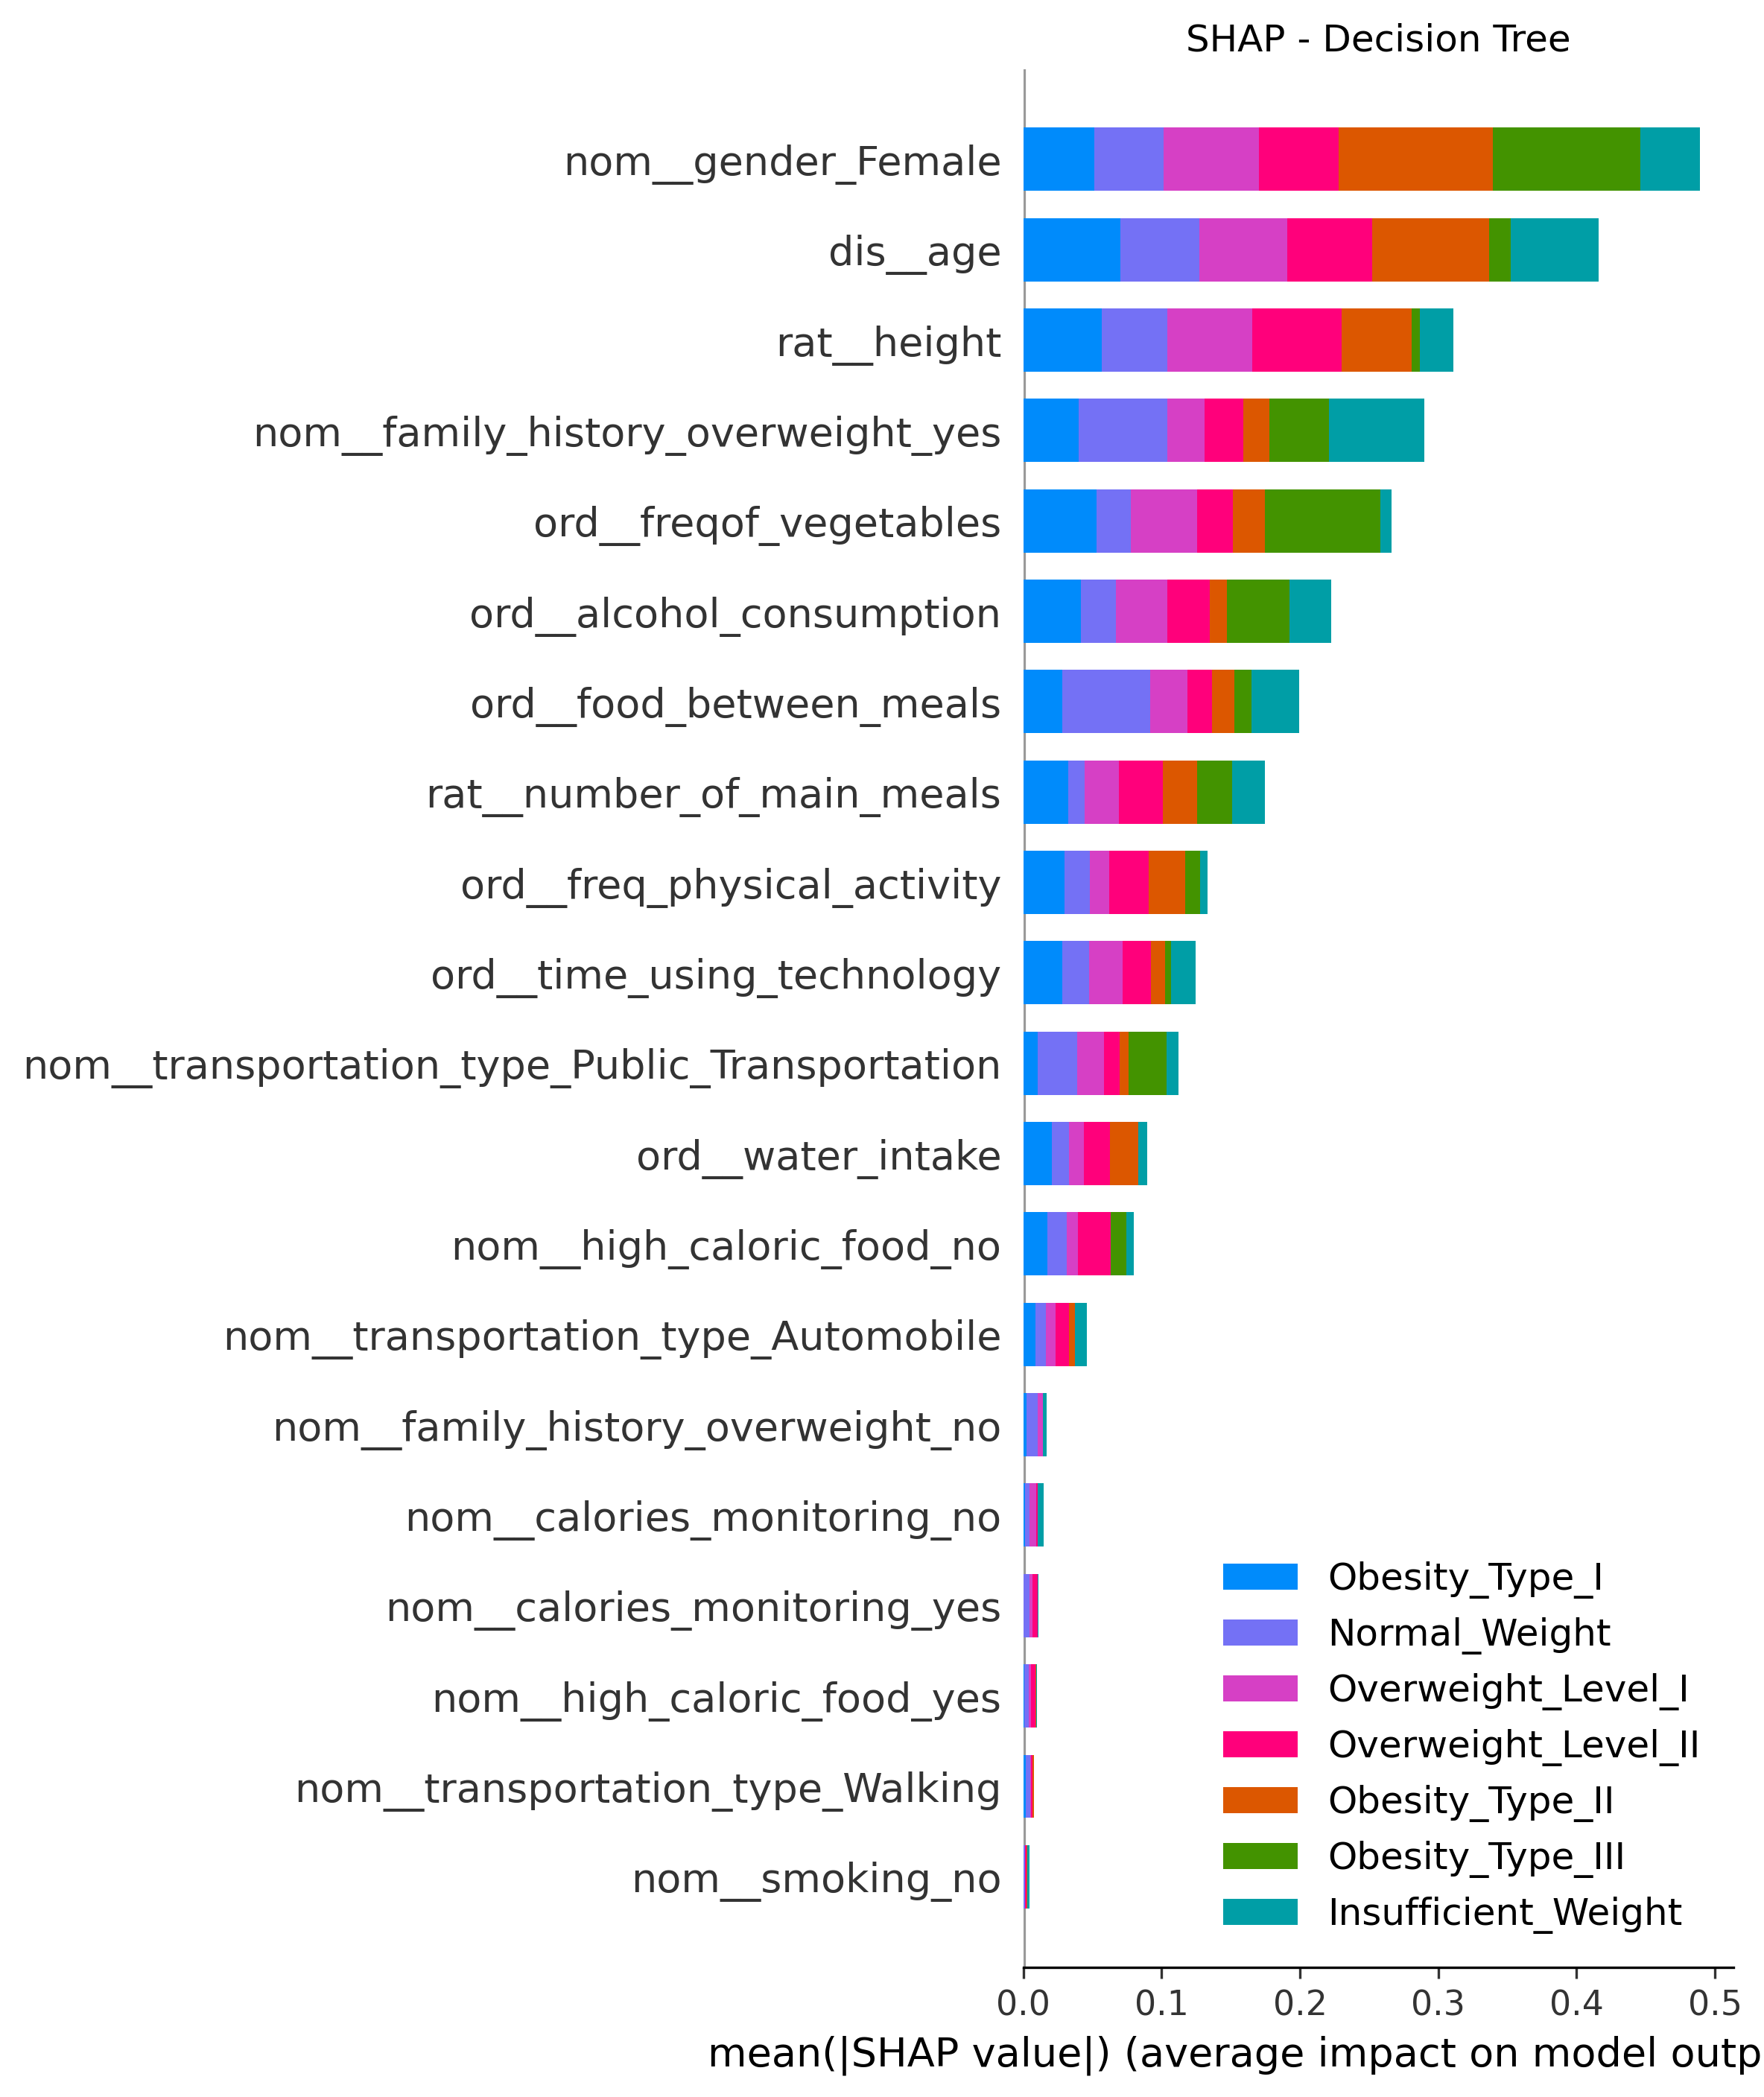 SHAP - Decision Tree
nom__gender_Female
dis__age
rat__height
nom__family_history_overweight_yes
ord__freqof_vegetables
ord__alcohol_consumption
ord__food_between_meals
rat__number_of_main_meals
ord__freq_physical_activity
ord__time_using_technology
nom__transportation_type_Public_Transportation
ord__water_intake
nom__high_caloric_food_no
nom__transportation_type_Automobile
nom__family_history_overweight_no
nom__calories_monitoring_no
nom__calories_monitoring_yes
nom__high_caloric_food_yes
nom__transportation_type_Walking
nom__smoking_no
Obesity_Type_I
Normal_Weight
Overweight_Level_I
Overweight_Level_II
Obesity_Type_II
Obesity_Type_III
Insufficient_Weight
0.0 0.1 0.2 0.3 0.4 0.5
mean(|SHAP value|) (average impact on model outp